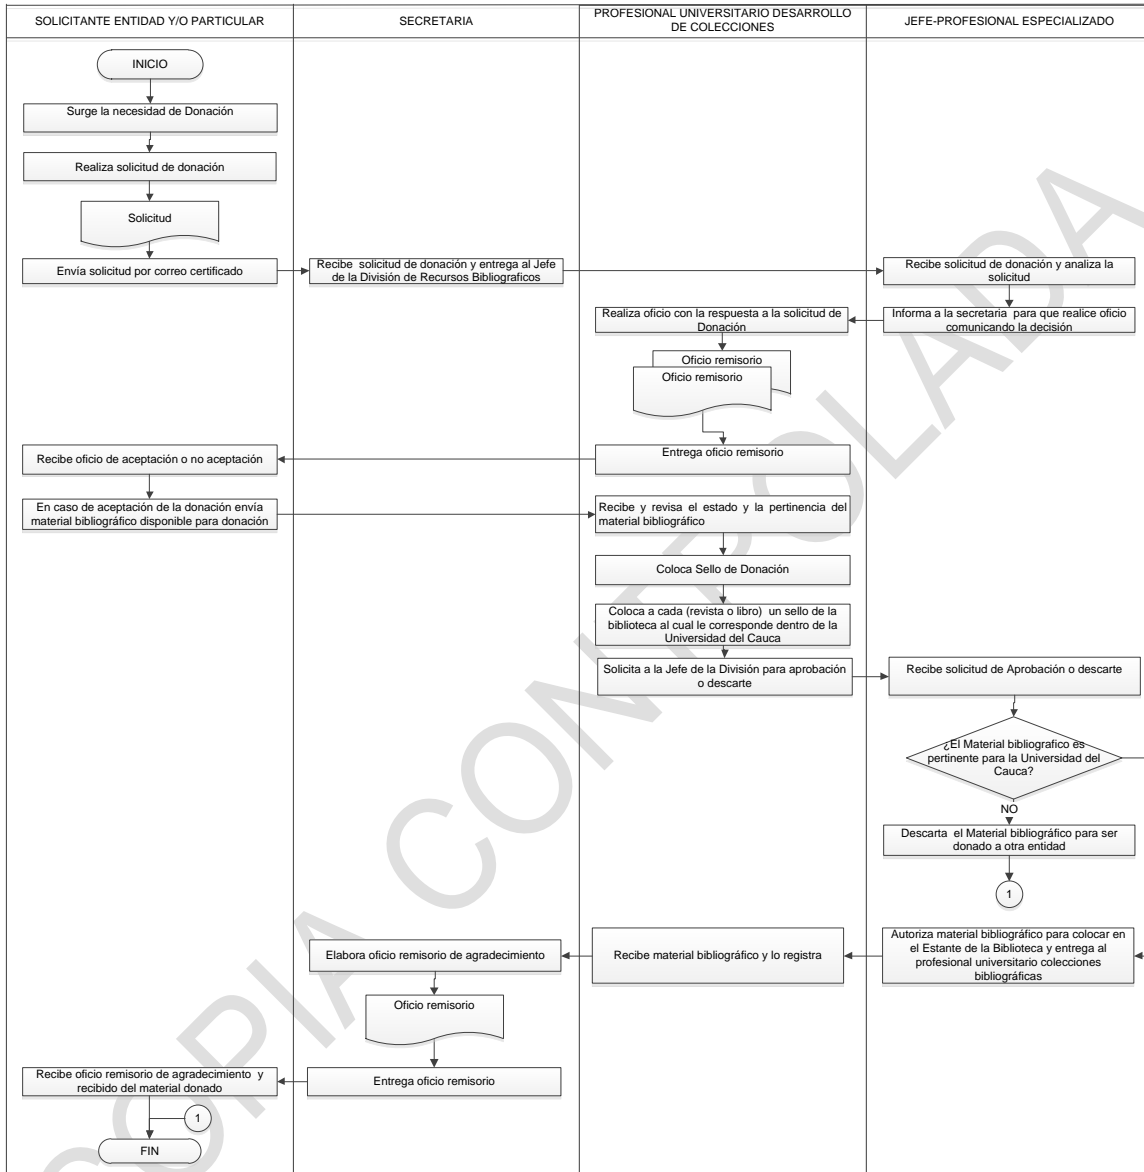 SOLICITANTE ENTIDAD Y/O PARTICULAR
SECRETARIA
PROFESIONAL UNIVERSITARIO DESARROLLO
DE COLECCIONES
JEFE-PROFESIONAL ESPECIALIZADO
INICIO
Surge la necesidad de Donación
Realiza solicitud de donación
Solicitud
Envía solicitud por correo certificado
Recibe solicitud de donación y entrega al Jefe
de la División de Recursos Bibliograficos
Recibe solicitud de donación y analiza la
solicitud
Informa a la secretaria para que realice oficio
comunicando la decisión
Realiza oficio con la respuesta a la solicitud de
Donación
Oficio remisorio
Oficio remisorio
Entrega oficio remisorio
Recibe oficio de aceptación o no aceptación
En caso de aceptación de la donación envía
material bibliográfico disponible para donación
Recibe y revisa el estado y la pertinencia del
material bibliográfico
Coloca Sello de Donación
Coloca a cada (revista o libro) un sello de la
biblioteca al cual le corresponde dentro de la
Universidad del Cauca
Solicita a la Jefe de la División para aprobación
o descarte
Recibe solicitud de Aprobación o descarte
¿El Material bibliografico es
pertinente para la Universidad del
Cauca?
NO
Descarta el Material bibliográfico para ser
donado a otra entidad
1
Autoriza material bibliográfico para colocar en
el Estante de la Biblioteca y entrega al
profesional universitario colecciones
bibliográficas
Recibe material bibliográfico y lo registra
Elabora oficio remisorio de agradecimiento
Oficio remisorio
Entrega oficio remisorio
Recibe oficio remisorio de agradecimiento y
recibido del material donado
1
FIN
COPIA CONTROLADA